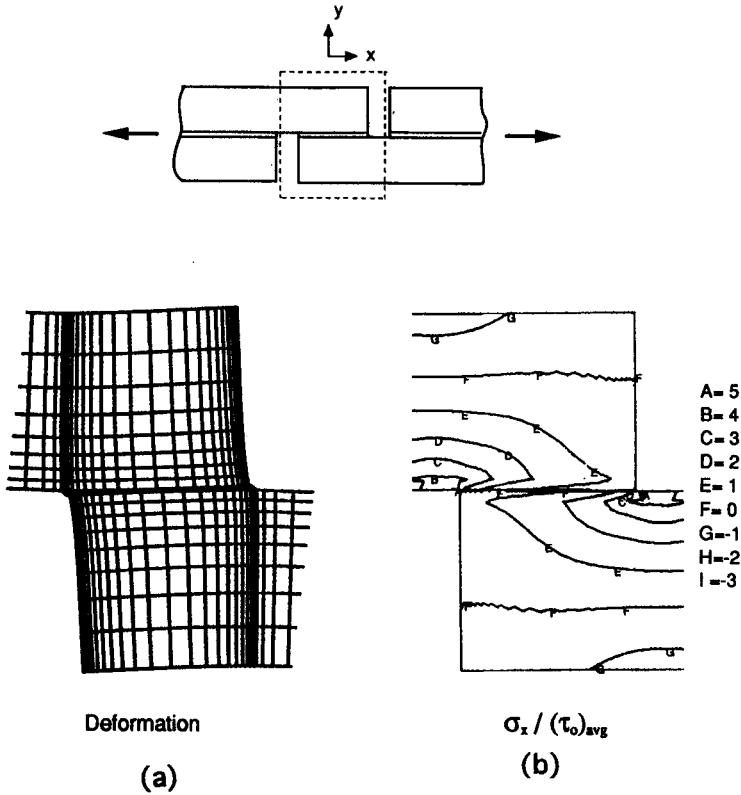 y
x
G
G
F
F
F
F
E
E
E
D
D
C
B
E
E
E
F
F
F
G
G
A= 5
B= 4
C= 3
D= 2
E= 1
F= 0
G=-1
H=-2
I =-3
Deformation
σx / (τo)avg
(a)
(b)